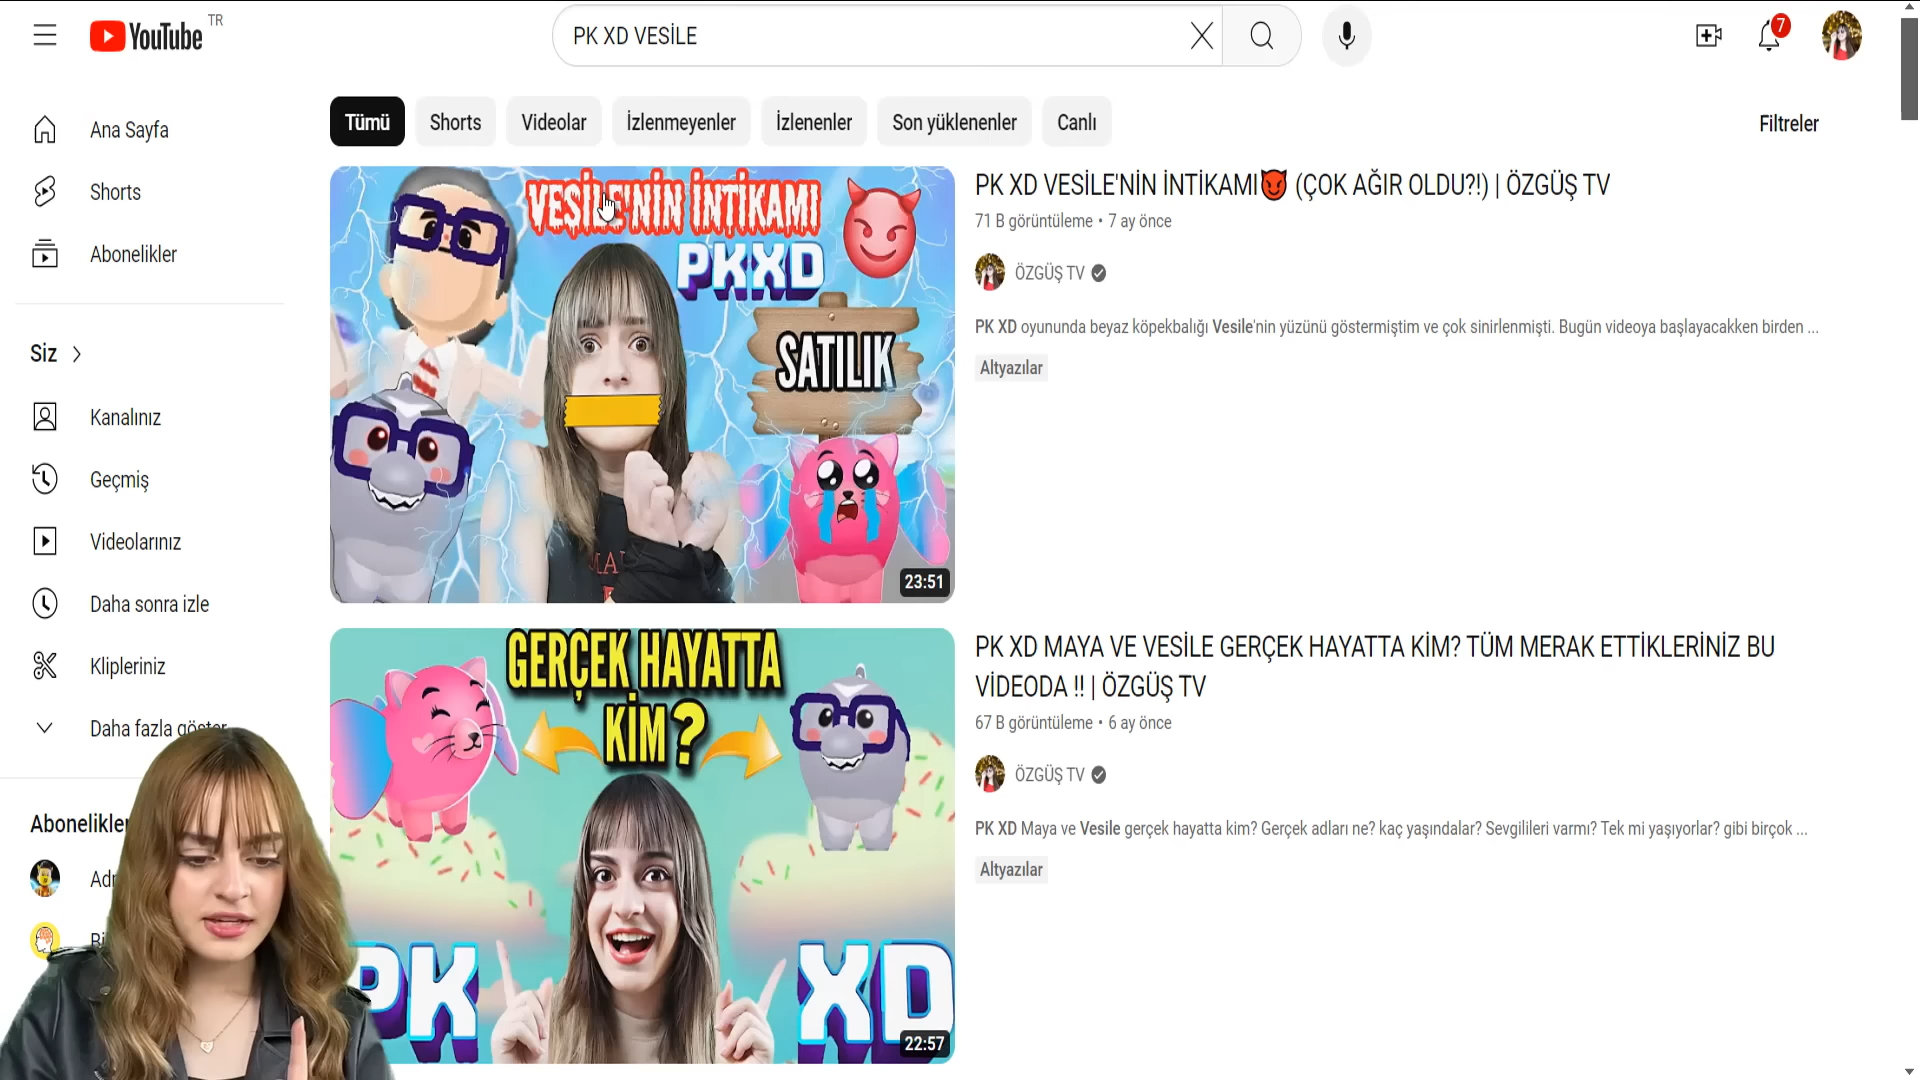 YouTube TR
PK XD VESİLE
7
Ana Sayfa
Shorts
Abonelikler
Siz
Kanalınız
Geçmiş
Videolarınız
Daha sonra izle
Klipleriniz
Daha fazla göster
Abonelikler
Tümü
Shorts
Videolar
İzlenmeyenler
İzlenenler
Son yüklenenler
Canlı
Filtreler
VESİLE'NİN İNTİKAMI
PKXD
SATILIK
23:51
PK XD VESİLE'NİN İNTİKAMI😈 (ÇOK AĞIR OLDU?!) | ÖZGÜŞ TV
71 B görüntüleme • 7 ay önce
ÖZGÜŞ TV
PK XD oyununda beyaz köpekbalığı Vesile'nin yüzünü göstermiştim ve çok sinirlenmişti. Bugün videoya başlayacakken birden ...
Altyazılar
GERÇEK HAYATTA
KİM?
PK XD
22:57
PK XD MAYA VE VESİLE GERÇEK HAYATTA KİM? TÜM MERAK ETTİKLERİNİZ BU
VİDEODA !! | ÖZGÜŞ TV
67 B görüntüleme • 6 ay önce
ÖZGÜŞ TV
PK XD Maya ve Vesile gerçek hayatta kim? Gerçek adları ne? kaç yaşındalar? Sevgilileri varmı? Tek mi yaşıyorlar? gibi birçok ...
Altyazılar